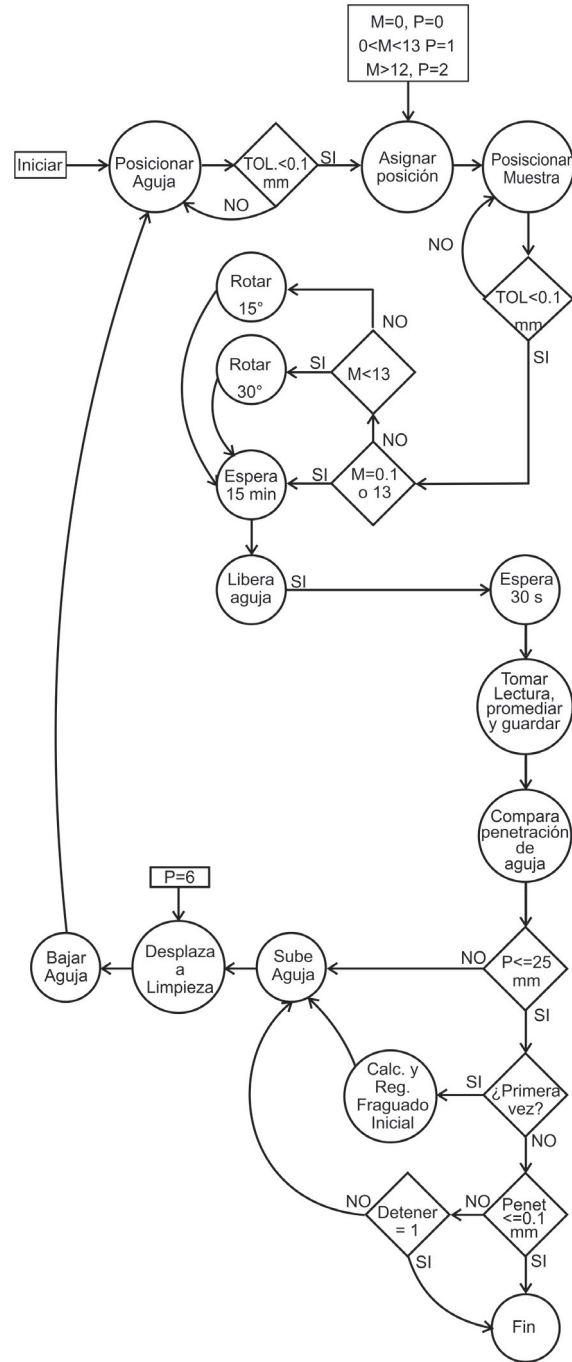 M=0, P=0
0<M<13 P=1
M>12, P=2
Iniciar
Posicionar
Aguja
TOL.<0.1
mm
SI
NO
Asignar
posición
Posiscionar
Muestra
NO
TOL<0.1
mm
SI
Rotar
15°
NO
Rotar
30°
SI
M<13
NO
Espera
15 min
SI
M=0.1
o 13
Libera
aguja
SI
Espera
30 s
Tomar
Lectura,
promediar
y guardar
Compara
penetración
de
aguja
P=6
Bajar
Aguja
Desplaza
a
Limpieza
Sube
Aguja
NO
P<=25
mm
SI
Calc. y
Reg.
Fraguado
Inicial
SI
¿Primera
vez?
NO
NO
Detener
= 1
SI
NO
Penet
<=0.1
mm
SI
Fin